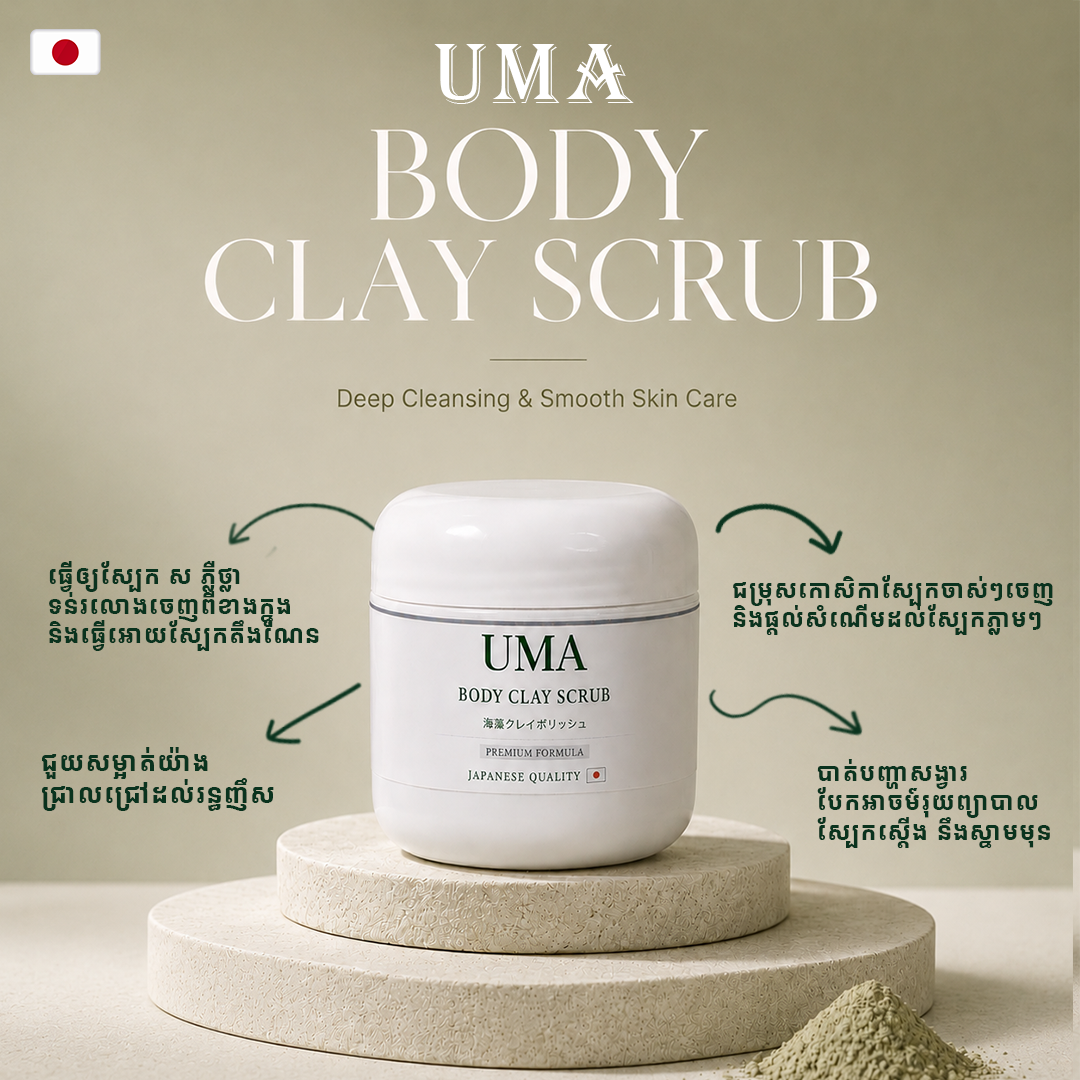 UMA
BODY
CLAY SCRUB
Deep Cleansing & Smooth Skin Care
ធ្វើឲ្យស្បែក ស ភ្លឺថ្លា
ទន់រលោងចេញពីខាងក្នុង
និងធ្វើអោយស្បែកតឹងណែន
ជម្រុសកោសិកាស្បែកចាស់ៗចេញ
និងផ្តល់សំណើមដល់ស្បែកភ្លាមៗ
ជួយសម្អាត់យ៉ាង
ជ្រាលជ្រៅដល់រន្ធញឹស
បាត់បញ្ហាសង្វារ
បែកអាចម៍រុយព្យាបាល
ស្បែកស្តើង នឹងស្នាមមុន
UMA
BODY CLAY SCRUB
海藻クレイポリッシュ
PREMIUM FORMULA
JAPANESE QUALITY